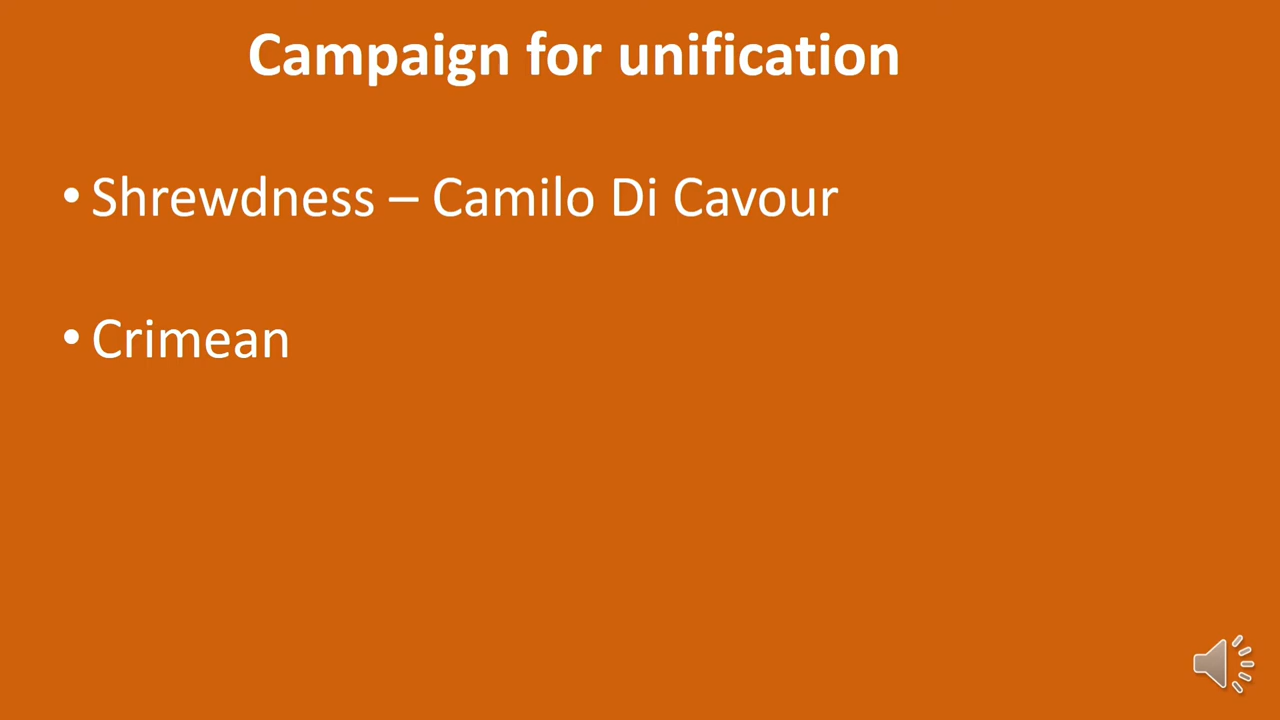 Campaign for unification
• Shrewdness – Camilo Di Cavour
• Crimean